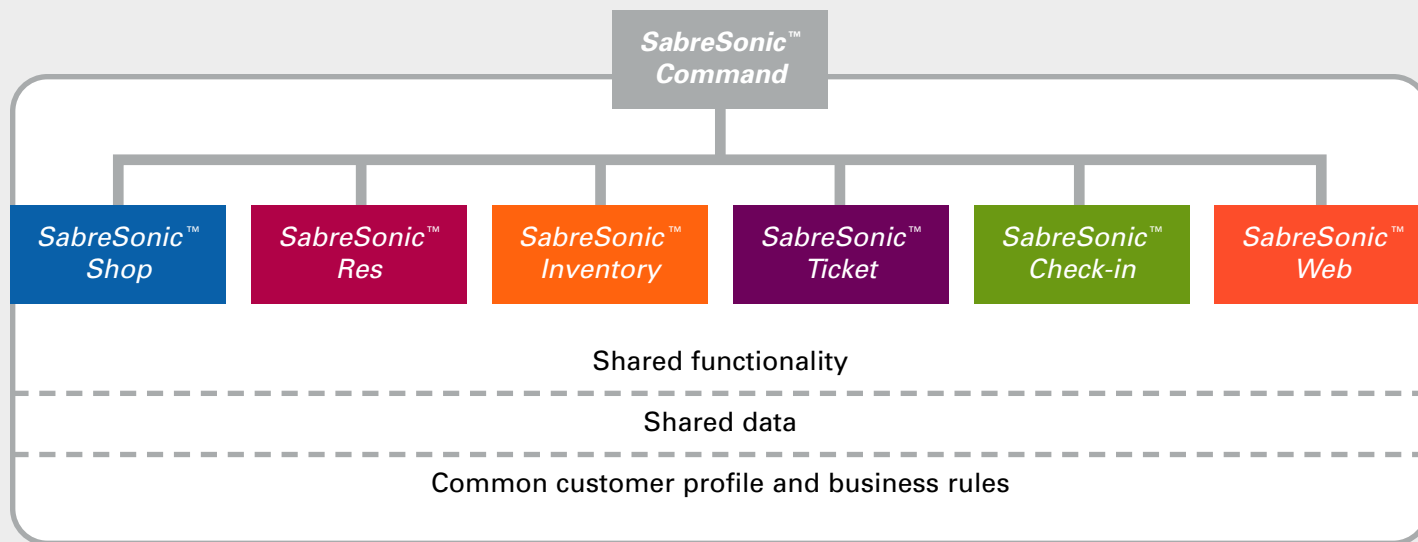 SabreSonic™
Command
SabreSonic™
Shop
SabreSonic™
Res
SabreSonic™
Inventory
SabreSonic™
Ticket
SabreSonic™
Check-in
SabreSonic™
Web
Shared functionality
Shared data
Common customer profile and business rules